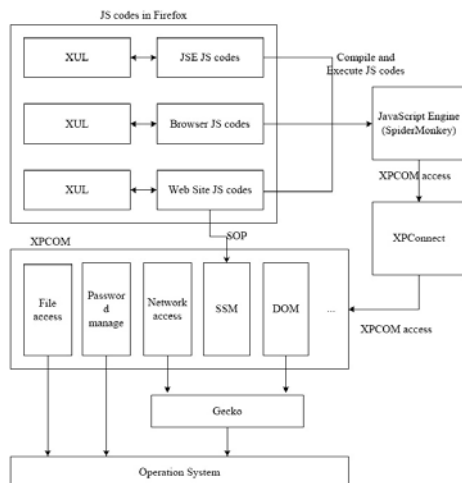 JS codes in Firefox
XUL
JSE JS codes
Compile and
Execute JS codes
XUL
Browser JS codes
JavaScript Engine
(SpiderMonkey)
XUL
Web Site JS codes
XPCOM access
SOP
XPConnect
XPCOM
File
access
Passwor
d
manage
Network
access
SSM
DOM
...
XPCOM access
Gecko
Operation System